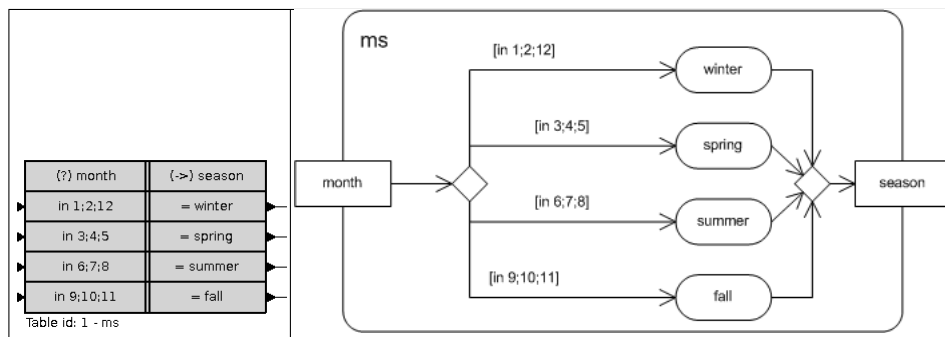 (?) month (->) season
in 1;2;12 = winter
in 3;4;5 = spring
in 6;7;8 = summer
in 9;10;11 = fall
Table id: 1 - ms
ms
[in 1;2;12]
winter
[in 3;4;5]
spring
month
season
[in 6;7;8]
summer
[in 9;10;11]
fall